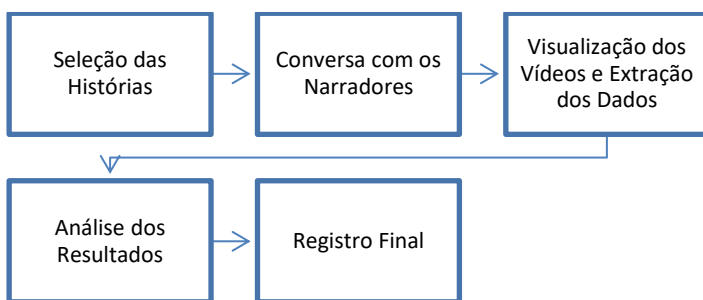 Seleção das
Histórias
Conversa com os
Narradores
Visualização dos
Vídeos e Extração
dos Dados
Análise dos
Resultados
Registro Final